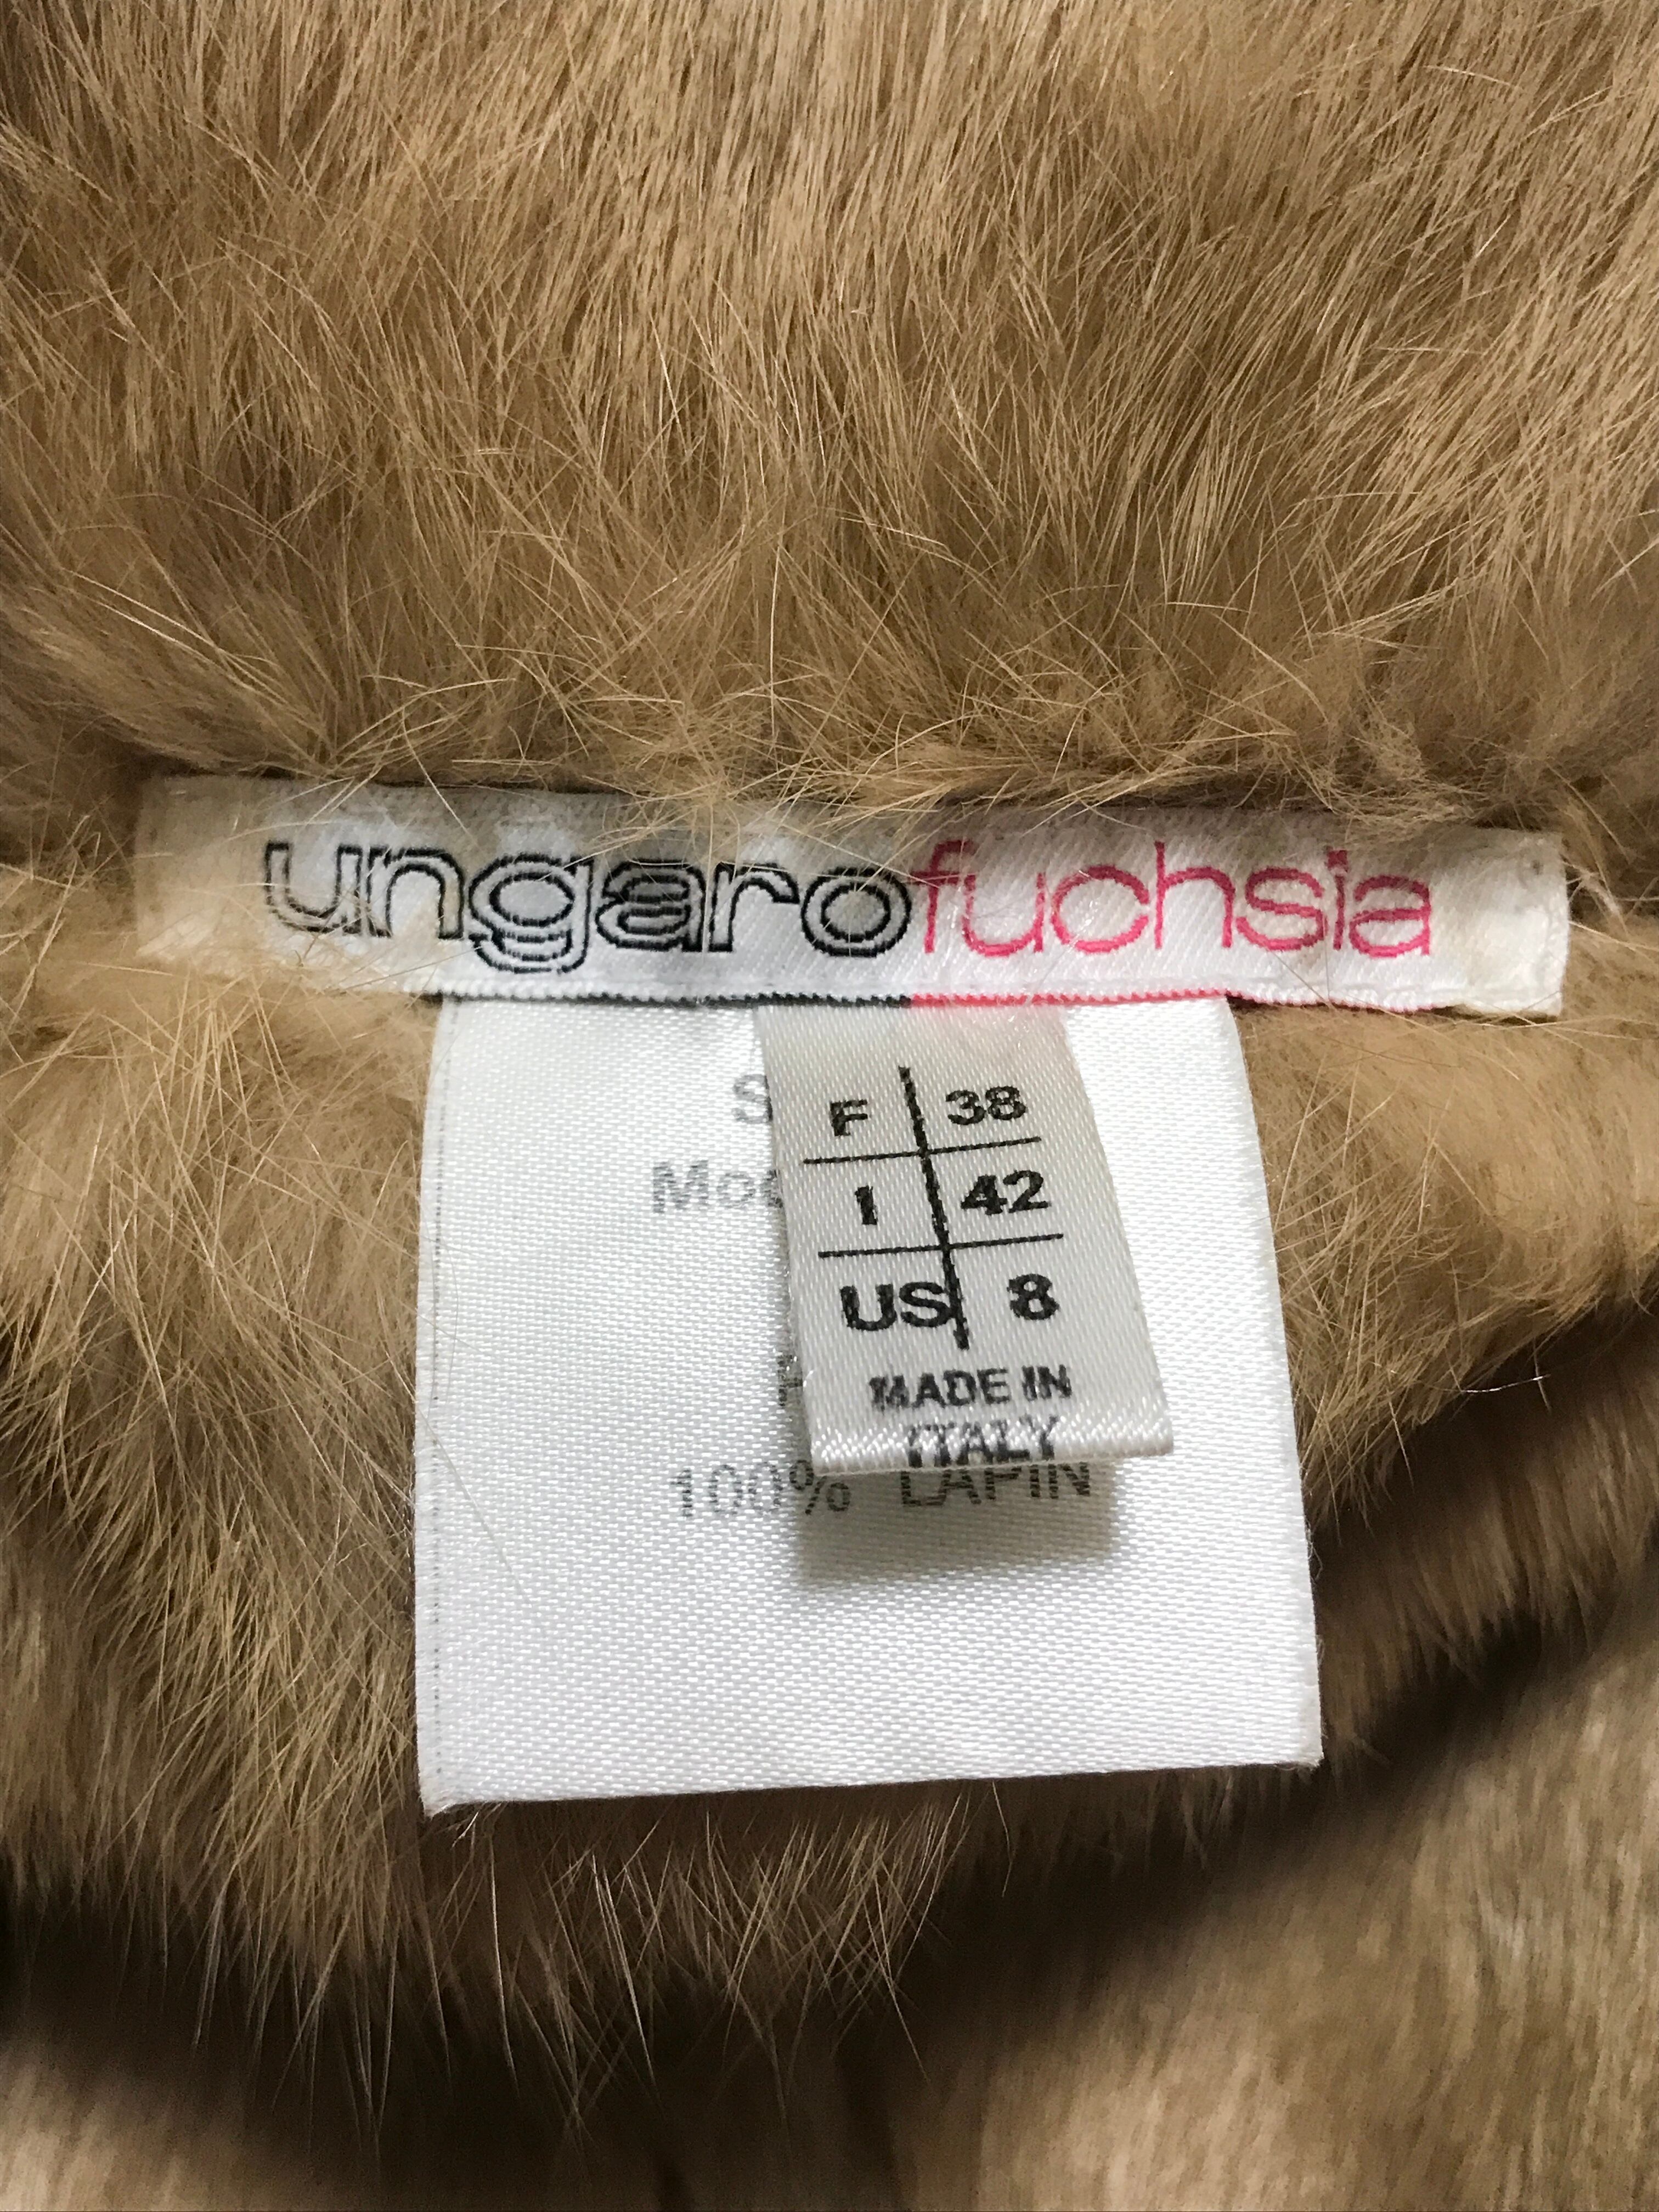 ungarofuchsia
F 38
I 42
US 8
MADE IN
ITALY
100% LAPIN